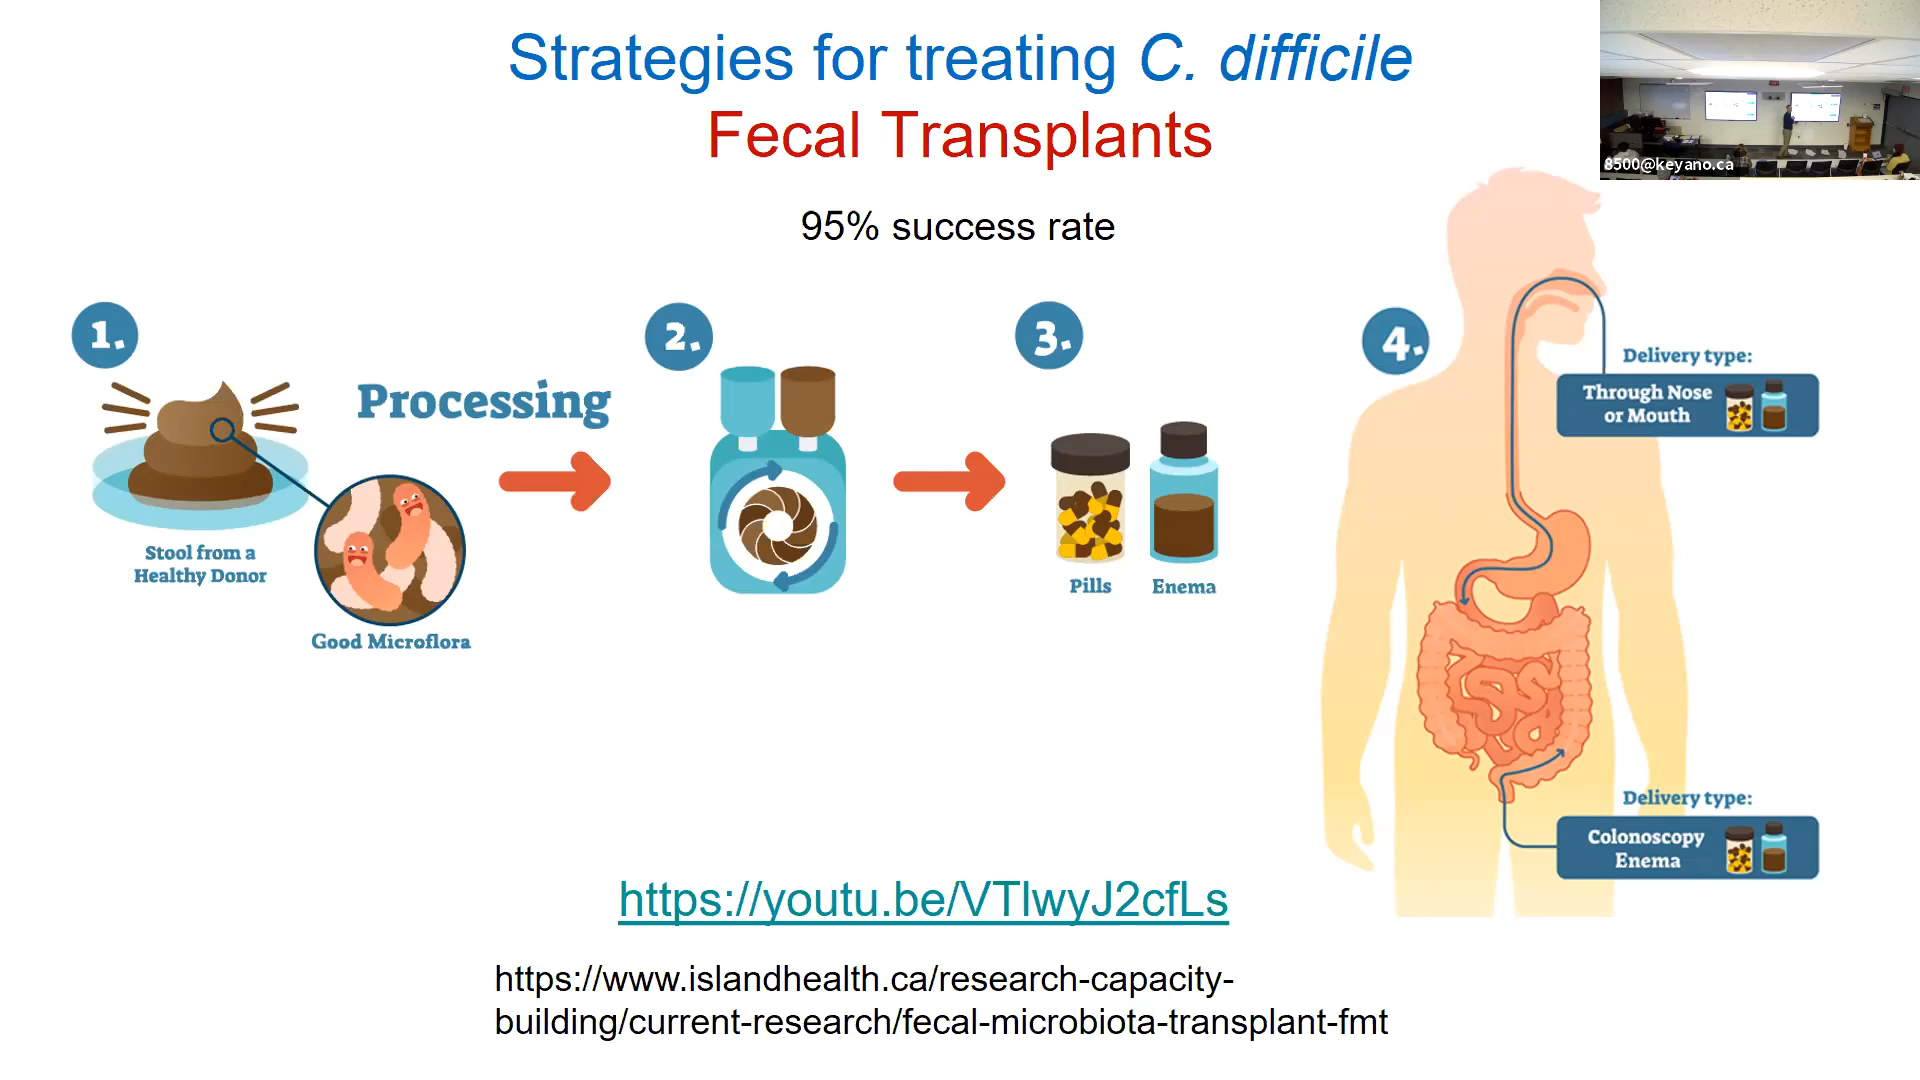 Strategies for treating C. difficile
Fecal Transplants
95% success rate
8500@keyano.ca
1.
Stool from a
Healthy Donor
Good Microflora
Processing
2.
3.
Pills
Enema
4.
Delivery type:
Through Nose
or Mouth
Delivery type:
Colonoscopy
Enema
https://youtu.be/VTlwyJ2cfLs
https://www.islandhealth.ca/research-capacity-
building/current-research/fecal-microbiota-transplant-fmt